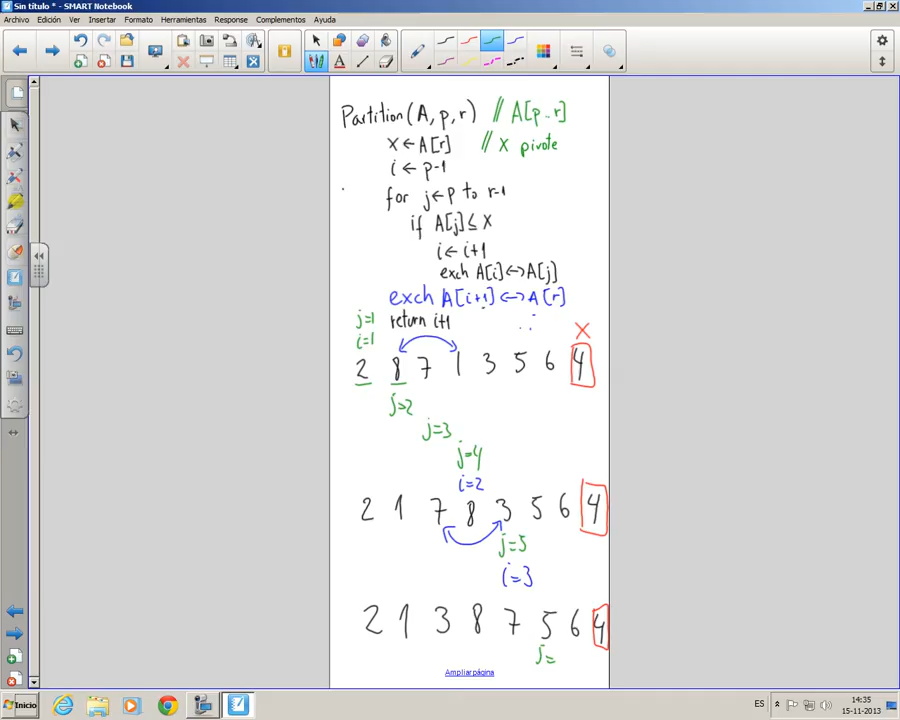 Sin título * - SMART Notebook
Archivo Edición Ver Insertar Formato Herramientas Response Complementos Ayuda
Partition(A, p, r) // A[p..r]
x ← A[r] // x pivote
i ← p-1
for j ← p to r-1
if A[j] ≤ x
i ← i+1
exch A[i] ↔ A[j]
exch A[i+1] ↔ A[r]
j=1 return i+1
i=1 x
2 8 7 1 3 5 6 4
j=2
j=3
j=4
i=2
2 1 7 8 3 5 6 4
j=5
i=3
2 1 3 8 7 5 6 4
j=
Ampliar página
Inicio ES 14:35
15-11-2013